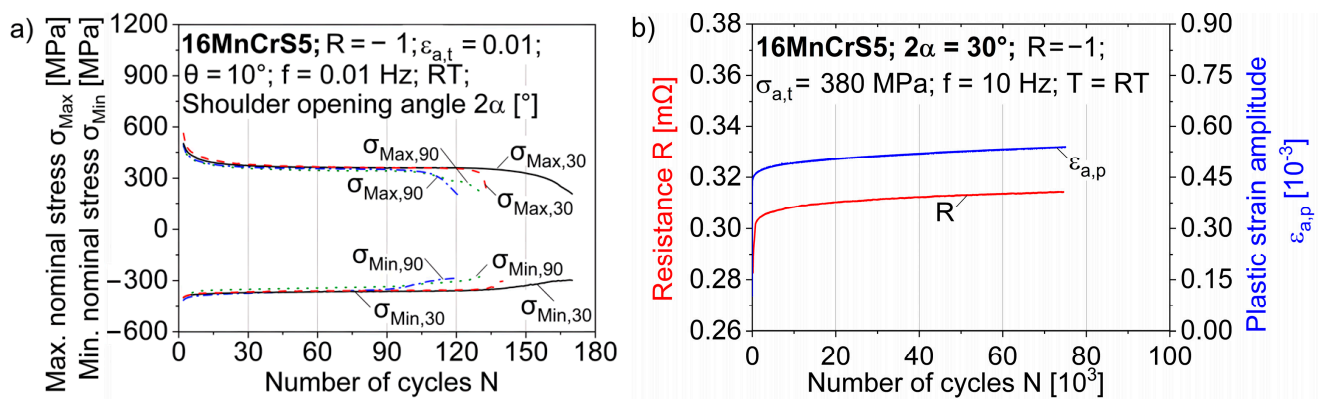 a)
Max. nominal stress σMax [MPa]
Min. nominal stress σMin [MPa]
1200
900
600
300
0
−300
−600
16MnCrS5; R = − 1; εa,t = 0.01;
θ = 10°; f = 0.01 Hz; RT;
Shoulder opening angle 2α [°]
σMax,90
σMax,30
σMax,90
σMax,30
σMin,90
σMin,90
σMin,30
σMin,30
0
30
60
90
120
150
180
Number of cycles N
b)
Resistance R [mΩ]
0.38
0.36
0.34
0.32
0.30
0.28
0.26
16MnCrS5; 2α = 30°; R=−1;
σa,t = 380 MPa; f = 10 Hz; T = RT
εa,p
R
0.90
0.75
0.60
0.45
0.30
0.15
0.00
Plastic strain amplitude
εa,p [10-3]
0
20
40
60
80
100
Number of cycles N [103]